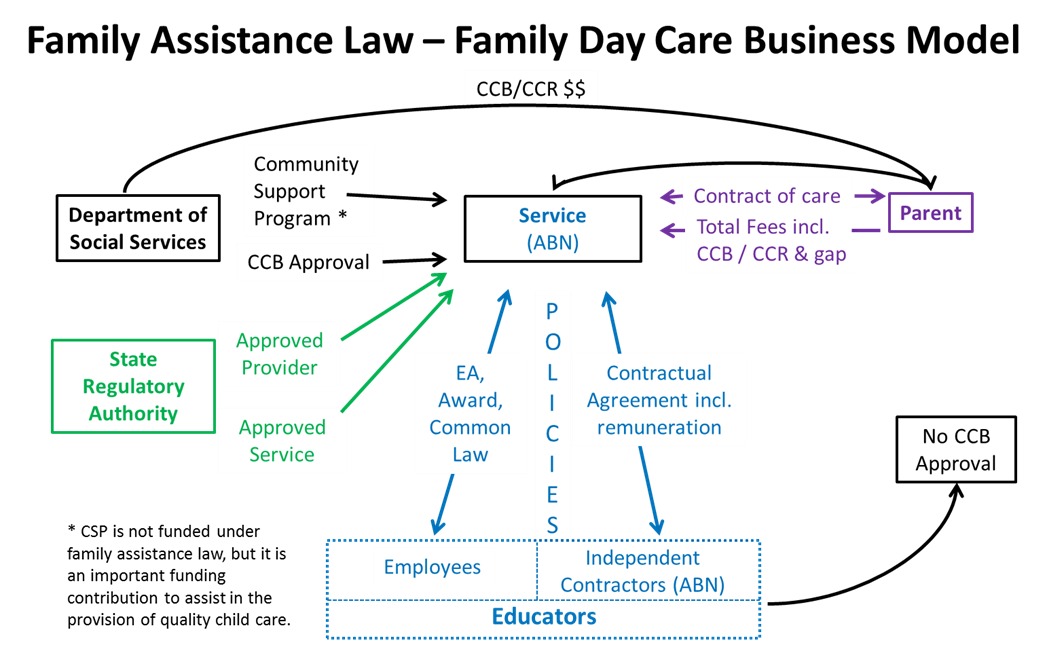 Family Assistance Law – Family Day Care Business Model
CCB/CCR $$
Community
Support
Program *
Department of
Social Services
Service
(ABN)
Contract of care
Parent
Total Fees incl.
CCB / CCR & gap
CCB Approval
State
Regulatory
Authority
Approved
Provider
Approved
Service
EA,
Award,
Common
Law
P
O
L
I
C
I
E
S
Contractual
Agreement incl.
remuneration
No CCB
Approval
* CSP is not funded under
family assistance law, but it is
an important funding
contribution to assist in the
provision of quality child care.
Employees
Independent
Contractors (ABN)
Educators